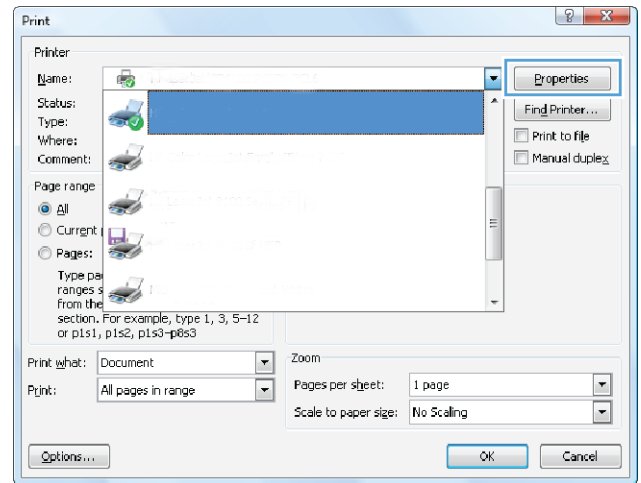 Print
Printer
Name:
Properties
Status:
Find Printer...
Type:
Print to file
Where:
Manual duplex
Comment:
Page range
All
Current
Pages:
Type
ranges
from the
section. For example, type 1, 3, 5–12
or p1s1, p1s2, p1s3–p8s3
Print what: Document
Print: All pages in range
Zoom
Pages per sheet: 1 page
Scale to paper size: No Scaling
Options...
OK
Cancel